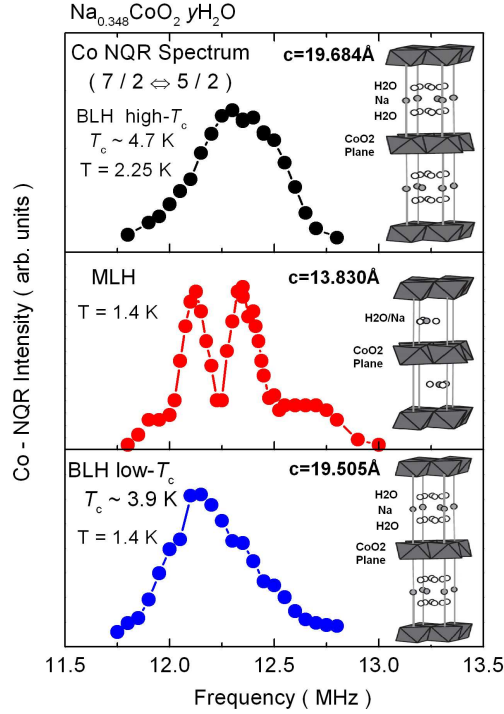 Na0.348CoO2 yH2O
Co NQR Spectrum
( 7 / 2 ⇔ 5 / 2 )
c=19.684Å
BLH high-Tc
Tc ~ 4.7 K
T = 2.25 K
H2O
Na
H2O
CoO2
Plane
MLH
c=13.830Å
T = 1.4 K
H2O/Na
CoO2
Plane
BLH low-Tc
c=19.505Å
Tc ~ 3.9 K
T = 1.4 K
H2O
Na
H2O
CoO2
Plane
Co - NQR Intensity ( arb. units )
11.5 12.0 12.5 13.0 13.5
Frequency ( MHz )